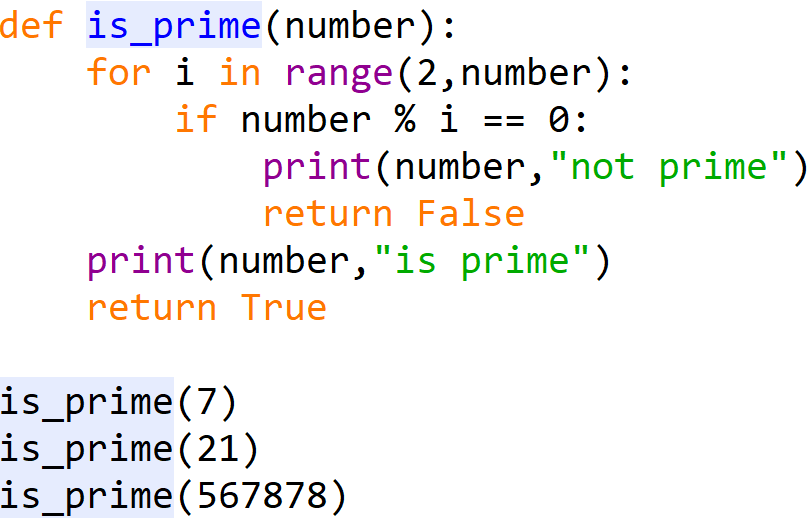 def is_prime(number):
    for i in range(2,number):
        if number % i == 0:
            print(number,"not prime")
            return False
    print(number,"is prime")
    return True

is_prime(7)
is_prime(21)
is_prime(567878)